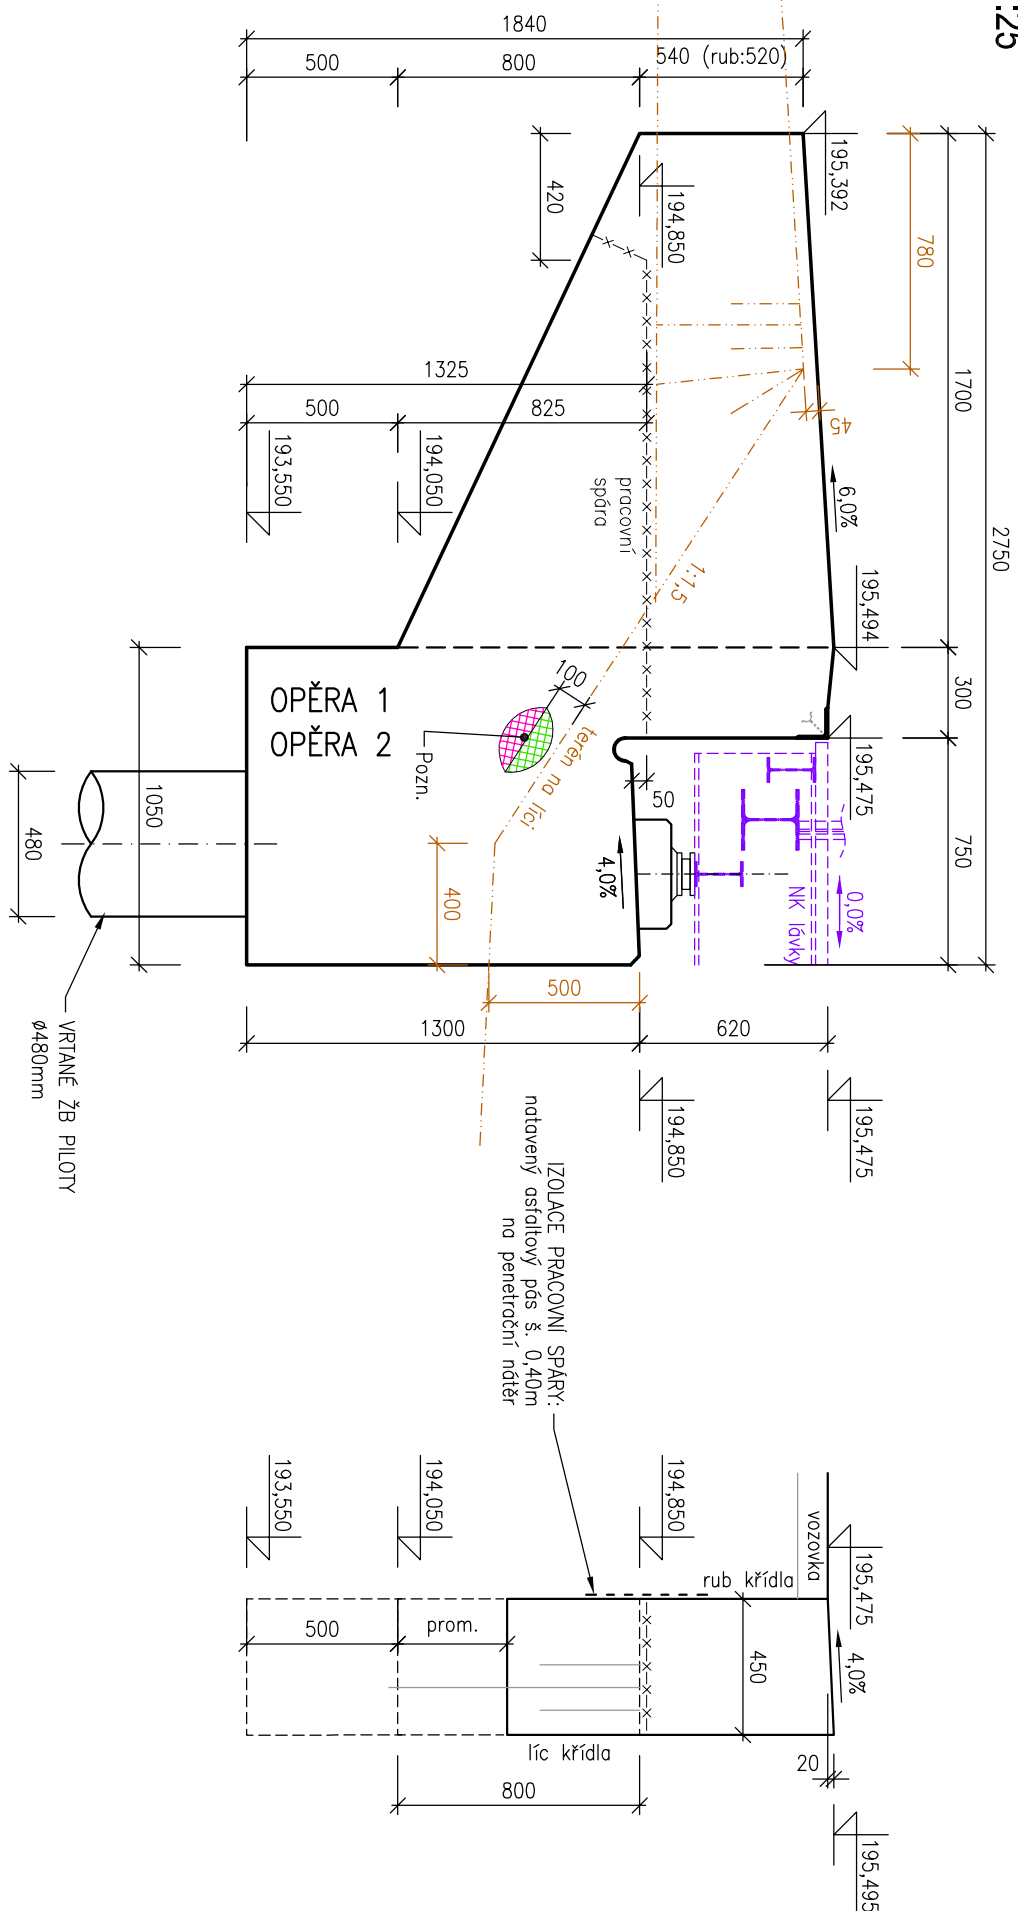 :25
1840
500
800
540 (rub:520)
195,392
194,850
420
780
1700
2750
1325
500
825
45
193,550
194,050
pracovní
spára
6,0%
1:1,5
195,494
300
100
OPĚRA 1
OPĚRA 2
Pozn.
terén na líci
50
195,475
750
1050
480
400
4,0%
NK lávky
0,0%
500
1300
620
VRTANÉ ŽB PILOTY
ø480mm
194,850
195,475
IZOLACE PRACOVNÍ SPÁRY:
natavený asfaltový pás š. 0,40m
na penetrační nátěr
193,550
194,050
194,850
195,475
vozovka
rub křídla
500
prom.
450
4,0%
líc křídla
20
800
195,495